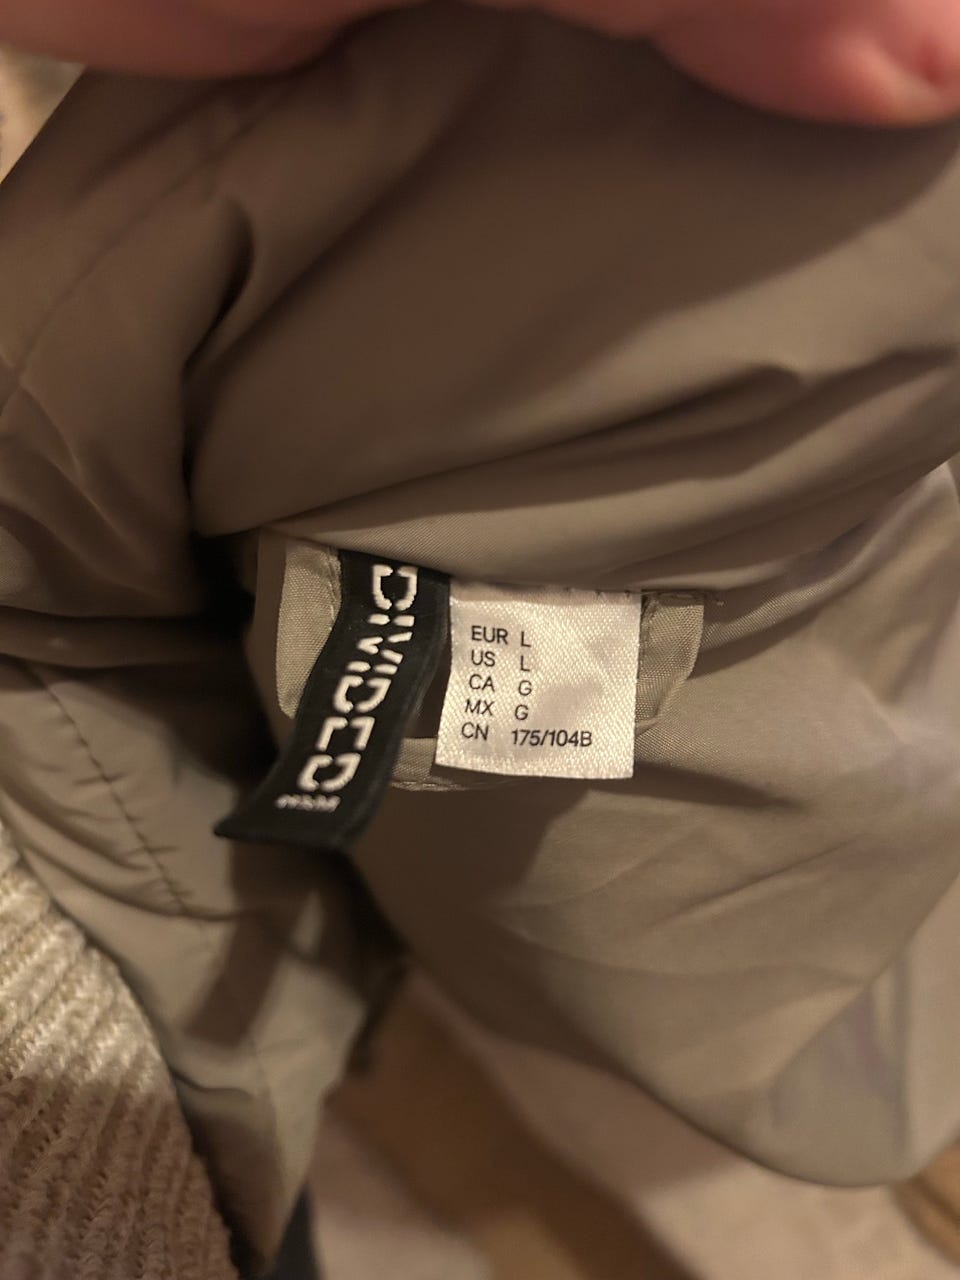 DIVIDED
EUR L
US L
CA G
MX G
CN 175/104B